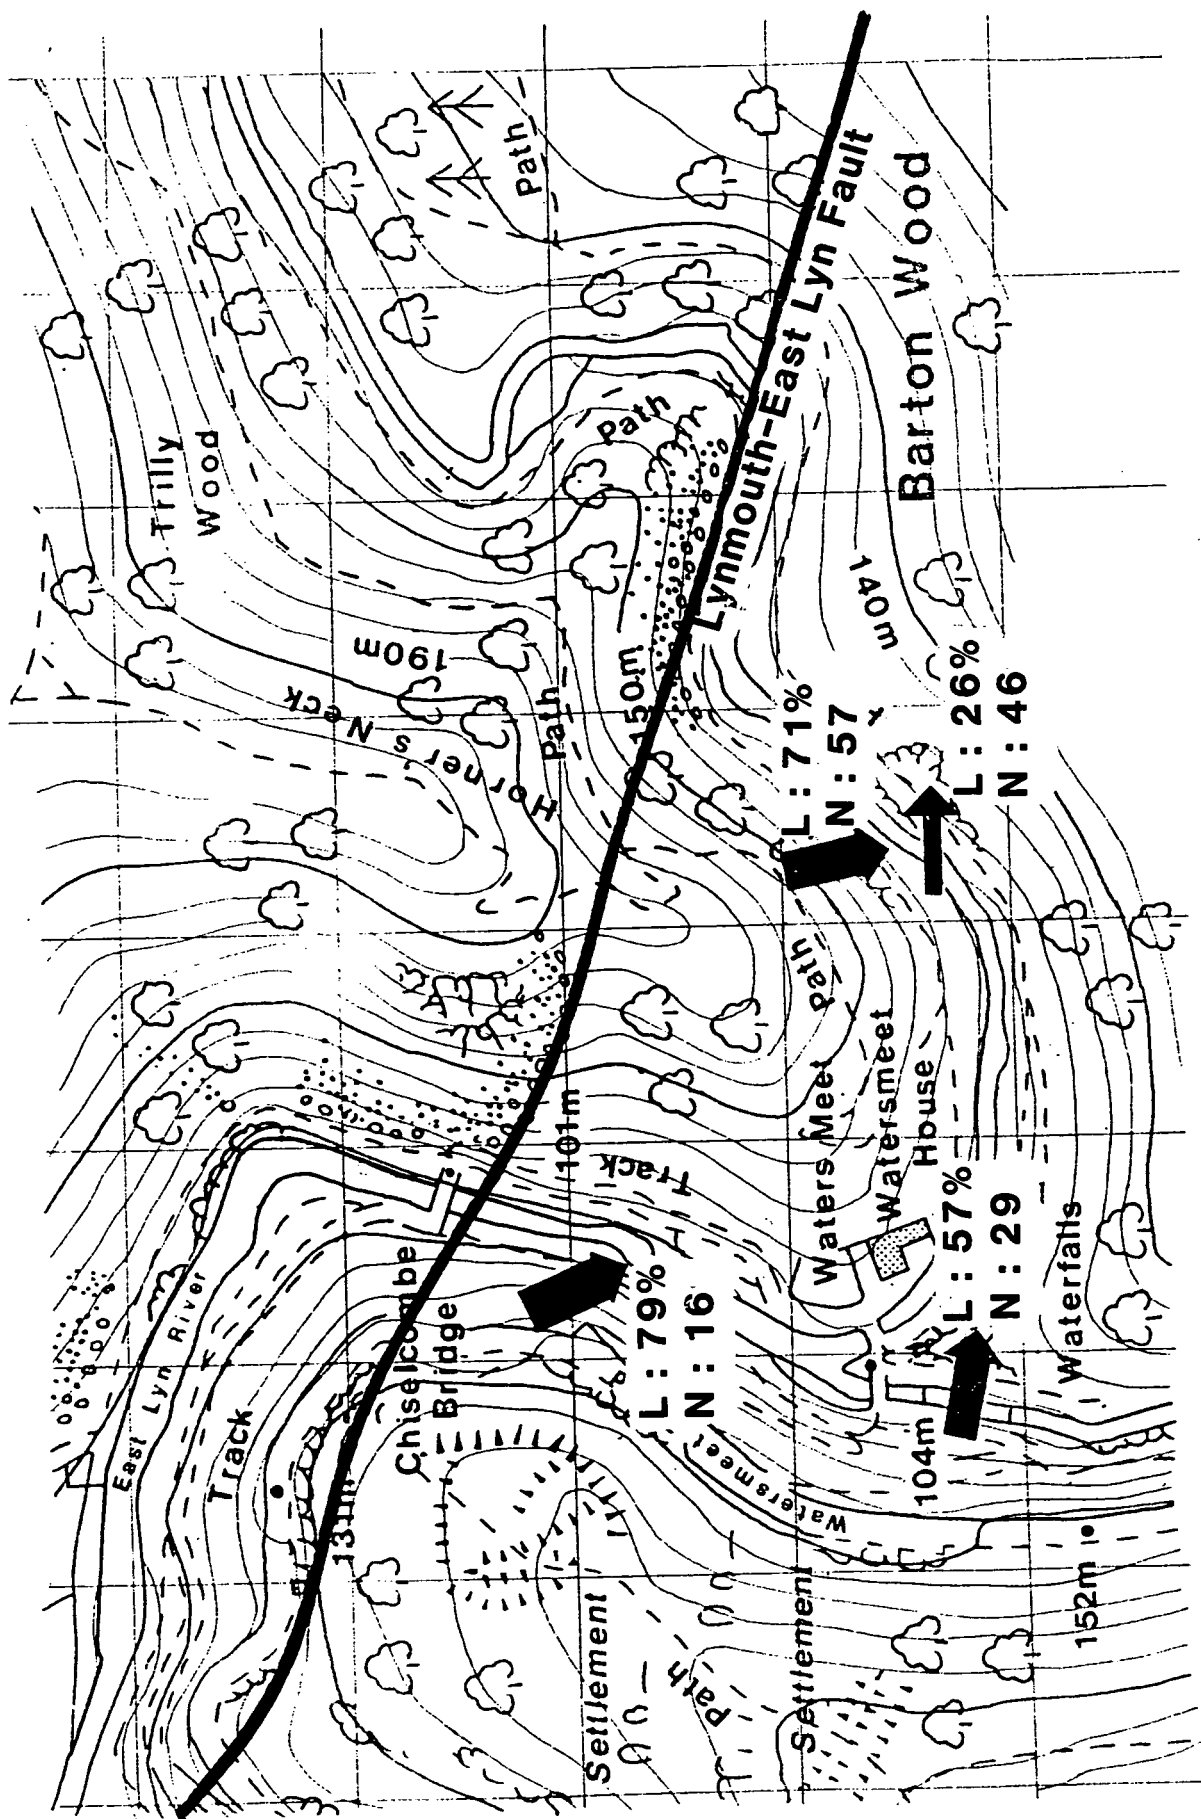 Trilly
Wood
Path
Horner's Neck
190m
Path
Path
150m
Lynmouth-East Lyn Fault
Barton Wood
140m
East Lyn River
Track
Chiselcombe
Bridge
131m
101m
Track
L: 79%
N: 16
L: 71%
N: 57
L: 26%
N: 46
Waters Meet
Path
Watersmeet
House
L: 57%
N: 29
104m
Waterfalls
Watersmeet
Settlement
Path
Settlement
152m